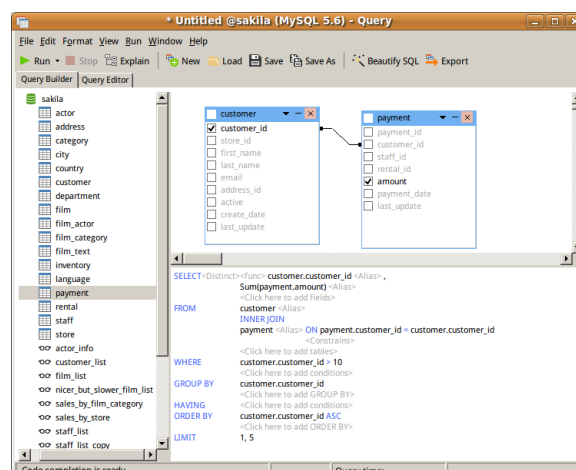 * Untitled @sakila (MySQL 5.6) - Query
File Edit Format View Run Window Help
Run Stop Explain New Load Save Save As Beautify SQL Export
Query Builder Query Editor
sakila
actor
address
category
city
country
customer
department
film
film_actor
film_category
film_text
inventory
language
payment
rental
staff
store
actor_info
customer_list
film_list
nicer_but_slower_film_list
sales_by_film_category
sales_by_store
staff_list
staff_list_copy
customer
customer_id
store_id
first_name
last_name
email
address_id
active
create_date
last_update
payment
payment_id
customer_id
staff_id
rental_id
amount
payment_date
last_update
SELECT <Distinct> <func> customer.customer_id <Alias> ,
Sum(payment.amount) <Alias>
<Click here to add fields>
FROM customer <Alias>
INNER JOIN
payment <Alias> ON payment.customer_id = customer.customer_id
<Constrains>
<Click here to add tables>
WHERE customer.customer_id > 10
<Click here to add conditions>
GROUP BY customer.customer_id
<Click here to add GROUP BY>
HAVING <Click here to add conditions>
ORDER BY customer.customer_id ASC
<Click here to add ORDER BY>
LIMIT 1, 5
Code completion is ready. Query time: